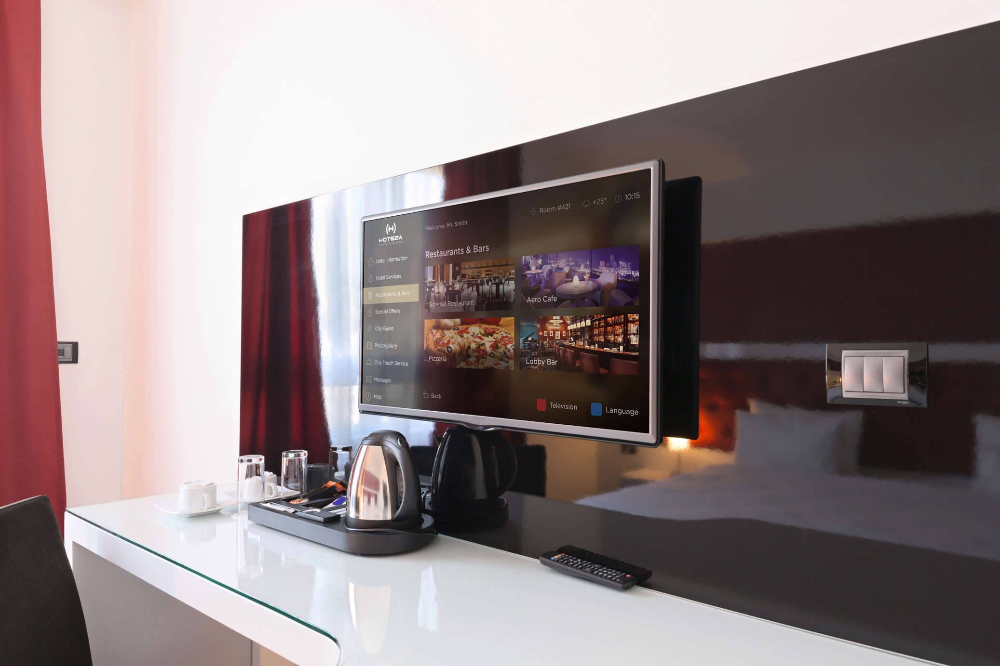 HOTEZA
hospitality software
Welcome, Mr. Smith
Room #421
+25°
10:15
Hotel Information
Hotel Services
Restaurants & Bars
Special Offers
City Guide
Photogallery
One Touch Service
Messages
Help
Restaurants & Bars
Special Restaurant
Aero Cafe
Pizzeria
Lobby Bar
Back
Television
Language
Schneider